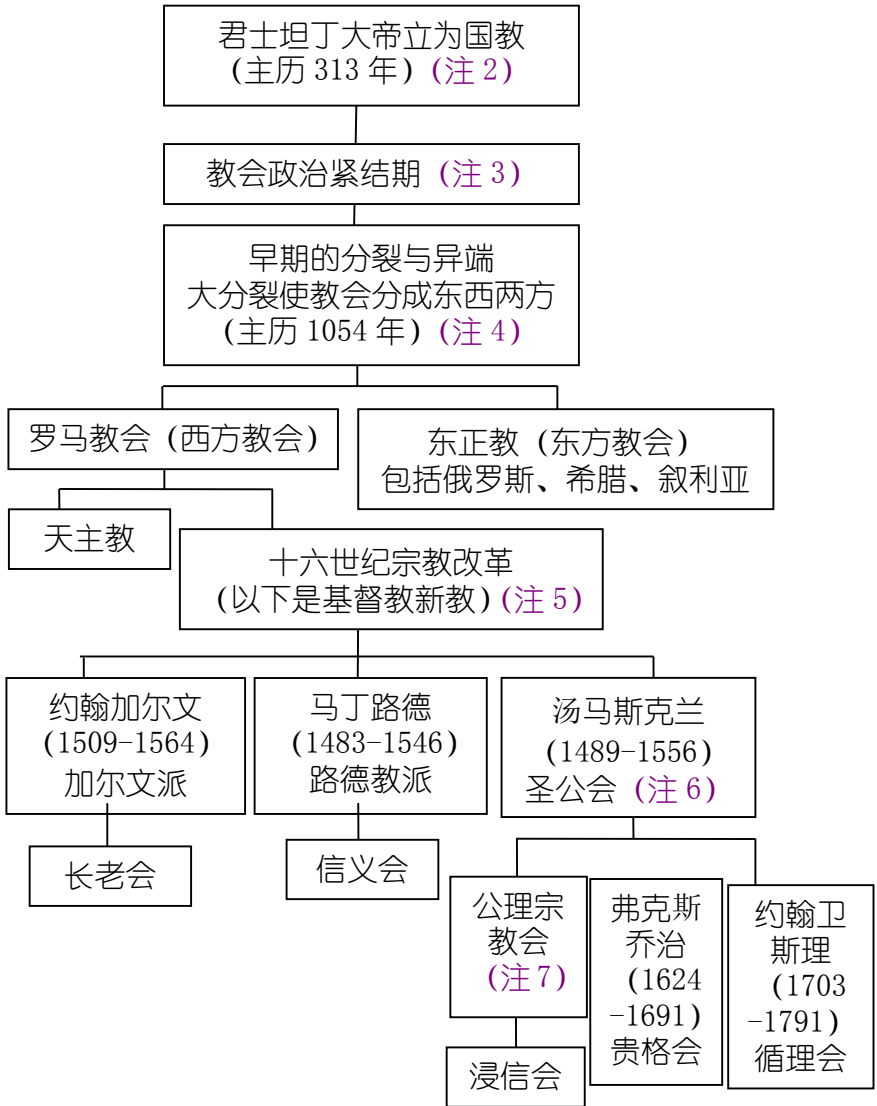 君士坦丁大帝立为国教
(主历 313 年) (注 2)
教会政治紧结期 (注 3)
早期的分裂与异端
大分裂使教会分成东西两方
(主历 1054 年) (注 4)
罗马教会 (西方教会)
东正教 (东方教会)
包括俄罗斯、希腊、叙利亚
天主教
十六世纪宗教改革
(以下是基督教新教) (注 5)
约翰加尔文
(1509-1564)
加尔文派
马丁路德
(1483-1546)
路德教派
汤马斯克兰
(1489-1556)
圣公会 (注 6)
长老会
信义会
公理宗
教会
(注 7)
弗克斯
乔治
(1624
-1691)
贵格会
约翰卫
斯理
(1703
-1791)
循理会
浸信会